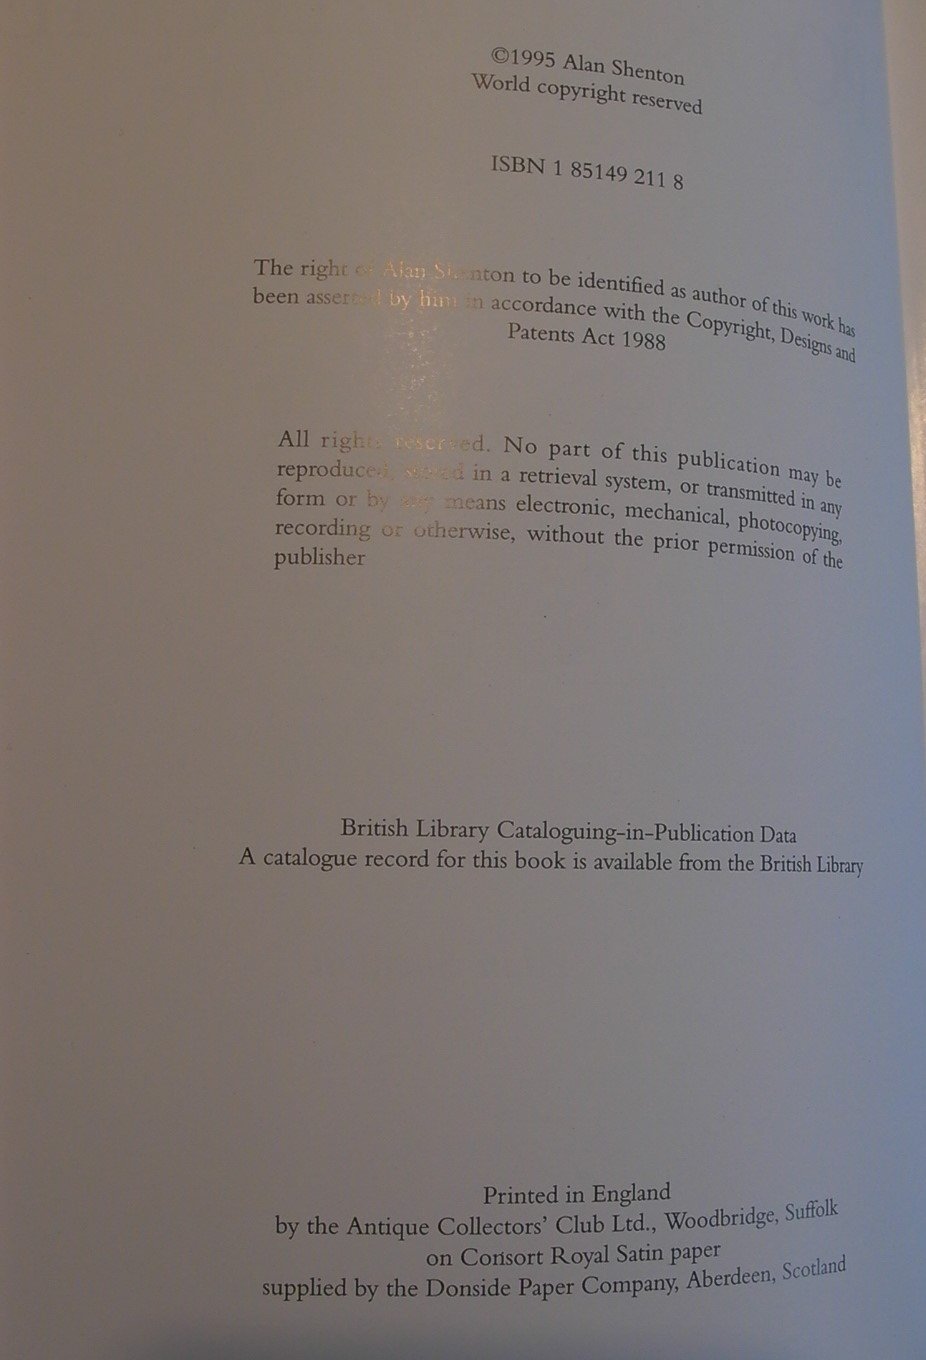 ©1995 Alan Shenton
World copyright reserved
ISBN 1 85149 211 8
The right of Alan Shenton to be identified as author of this work has
been asserted by him in accordance with the Copyright, Designs and
Patents Act 1988
All rights reserved. No part of this publication may be
reproduced, stored in a retrieval system, or transmitted in any
form or by any means electronic, mechanical, photocopying,
recording or otherwise, without the prior permission of the
publisher
British Library Cataloguing-in-Publication Data
A catalogue record for this book is available from the British Library
Printed in England
by the Antique Collectors' Club Ltd., Woodbridge, Suffolk
on Consort Royal Satin paper
supplied by the Donside Paper Company, Aberdeen, Scotland